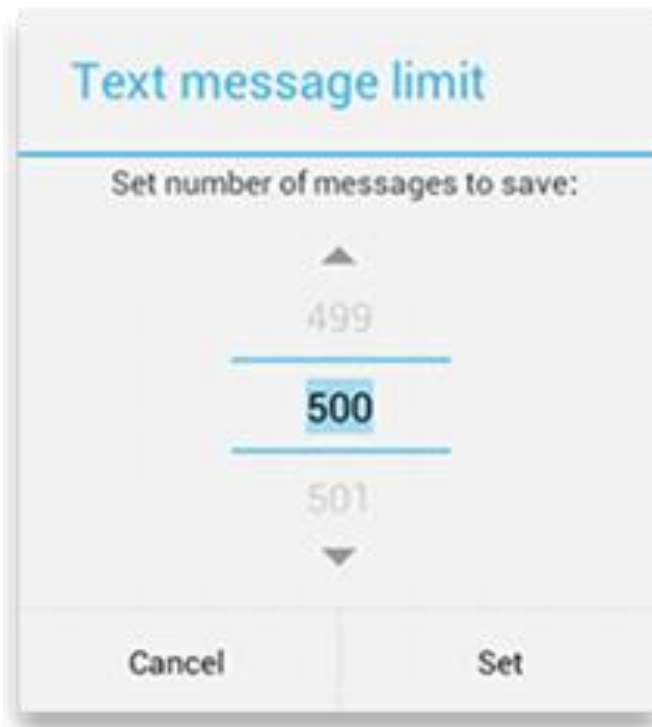 Text message limit
Set number of messages to save:
499
500
501
Cancel Set